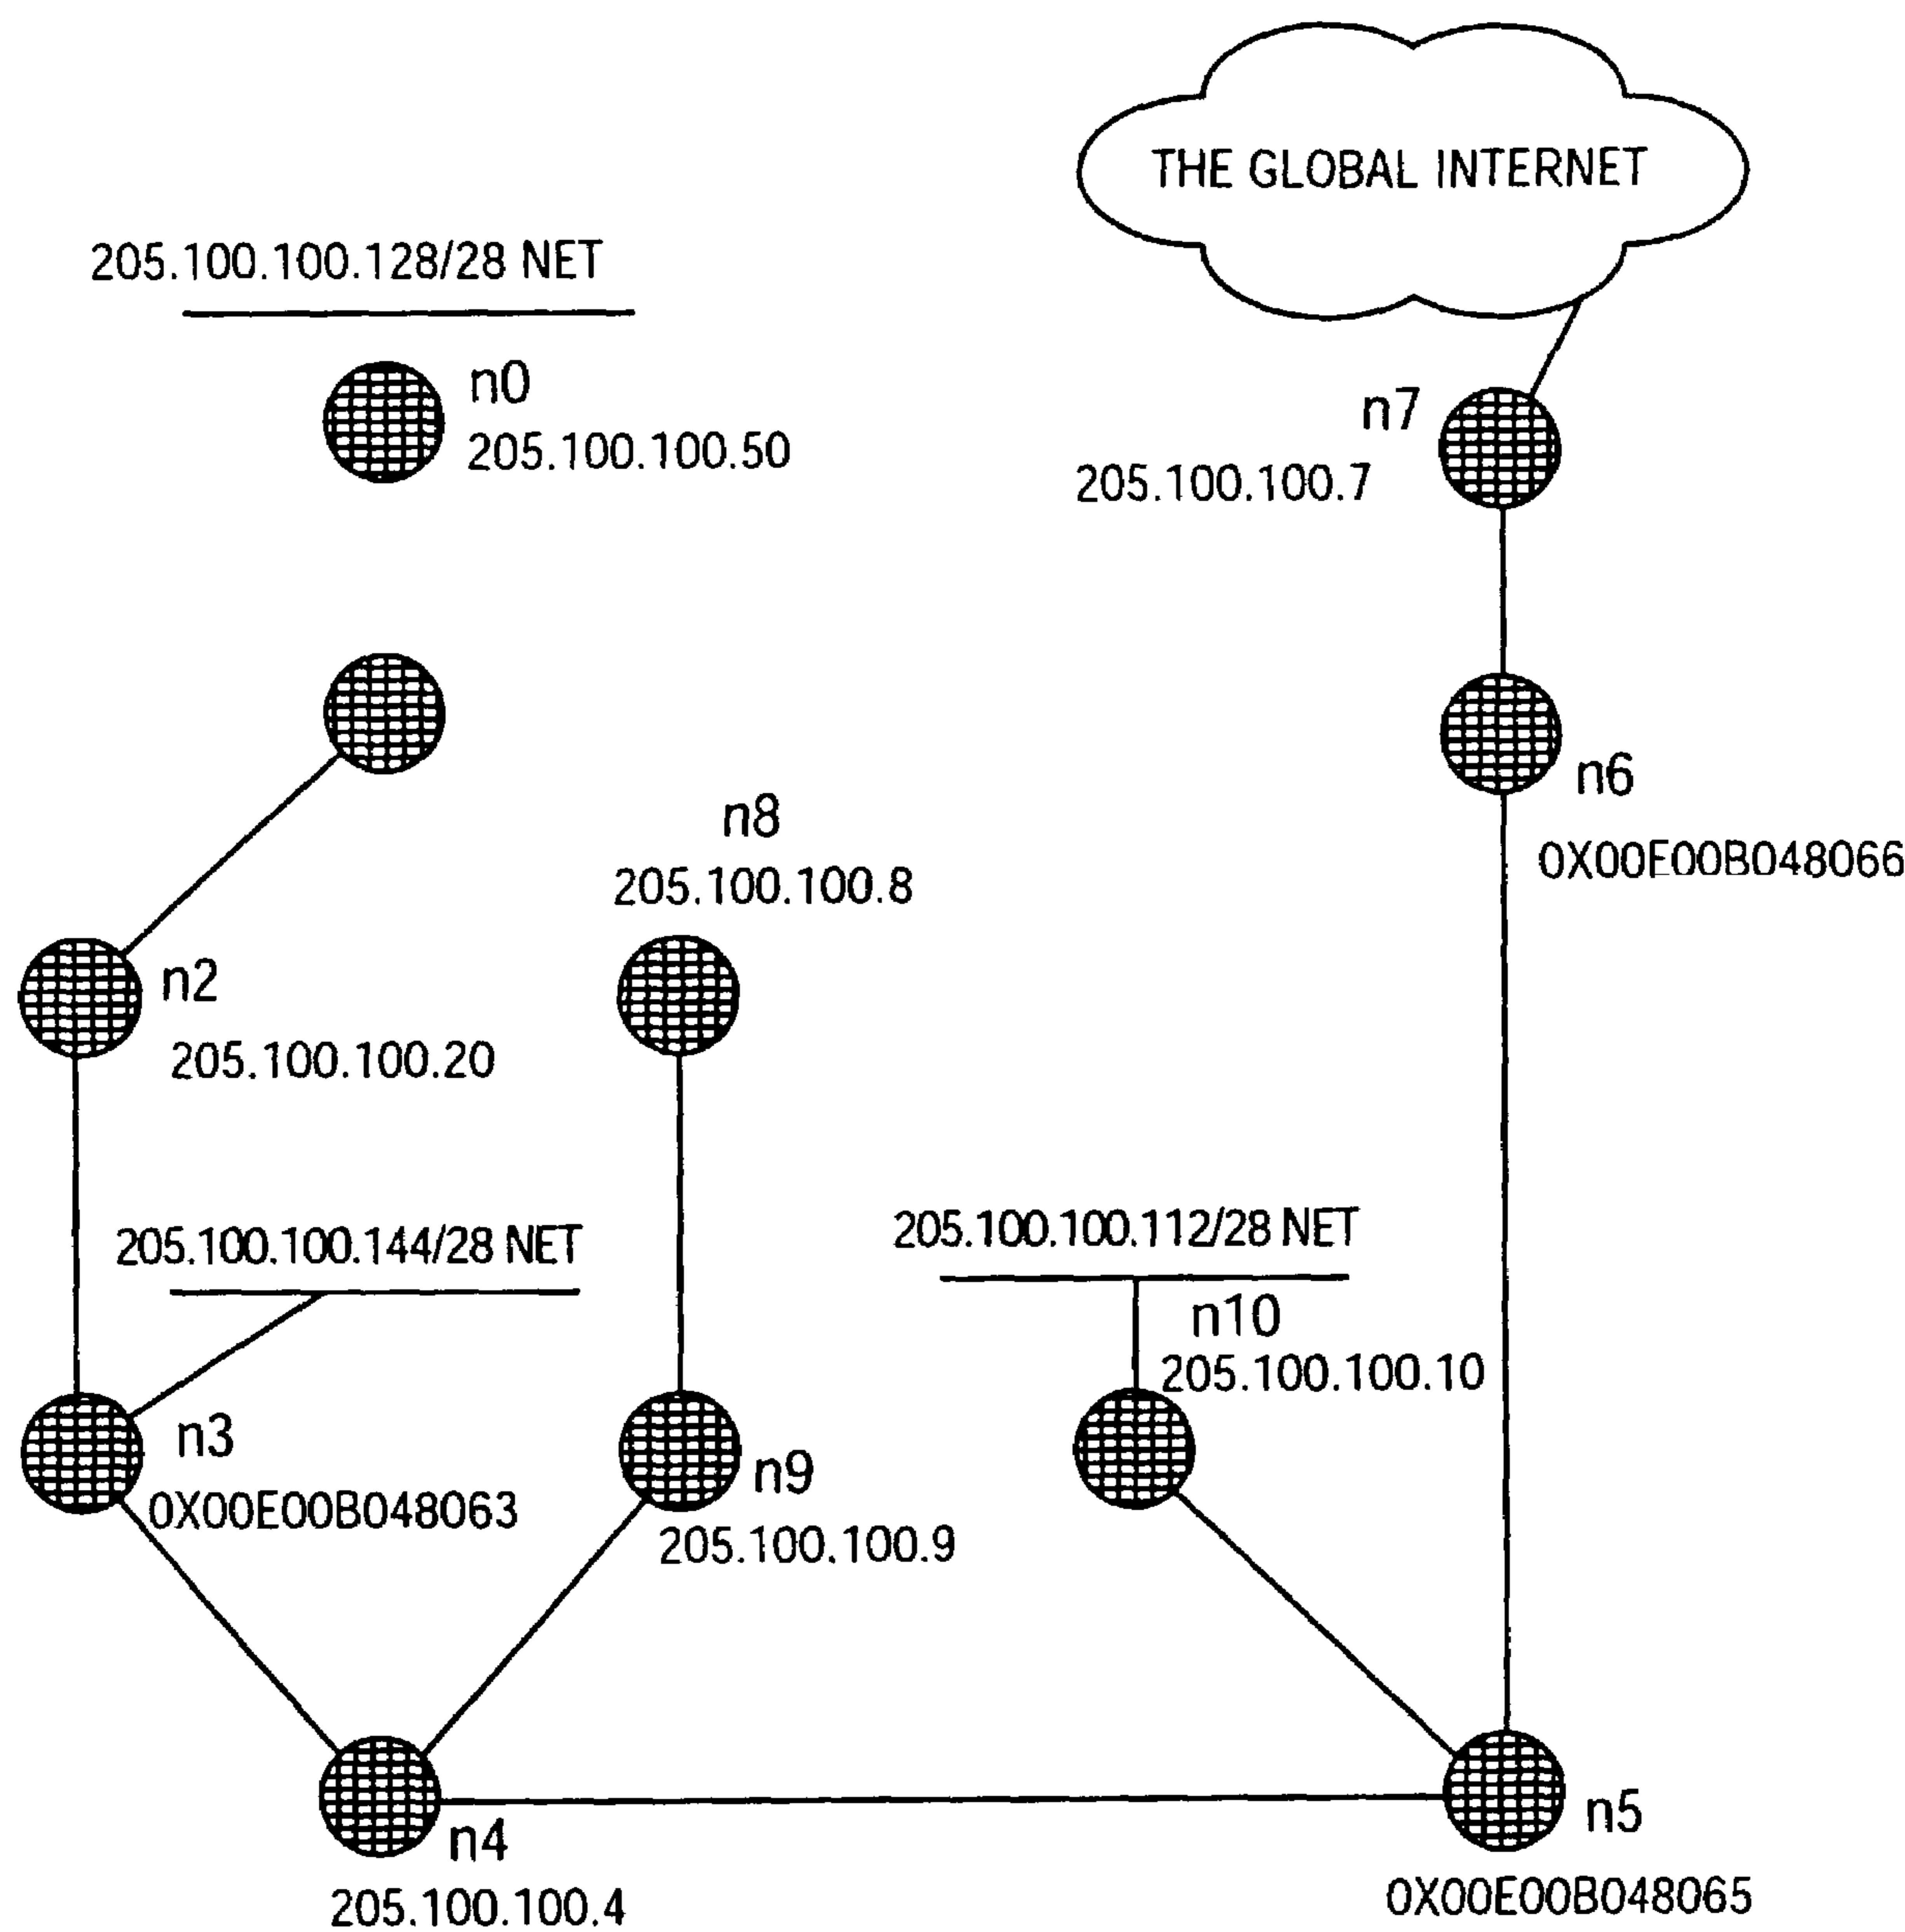 THE GLOBAL INTERNET
205.100.100.128/28 NET
n0
205.100.100.50
n7
205.100.100.7
n6
0X00E00B048066
n8
205.100.100.8
n2
205.100.100.20
205.100.100.144/28 NET
205.100.100.112/28 NET
n10
205.100.100.10
n3
0X00E00B048063
n9
205.100.100.9
n4
205.100.100.4
n5
0X00E00B048065